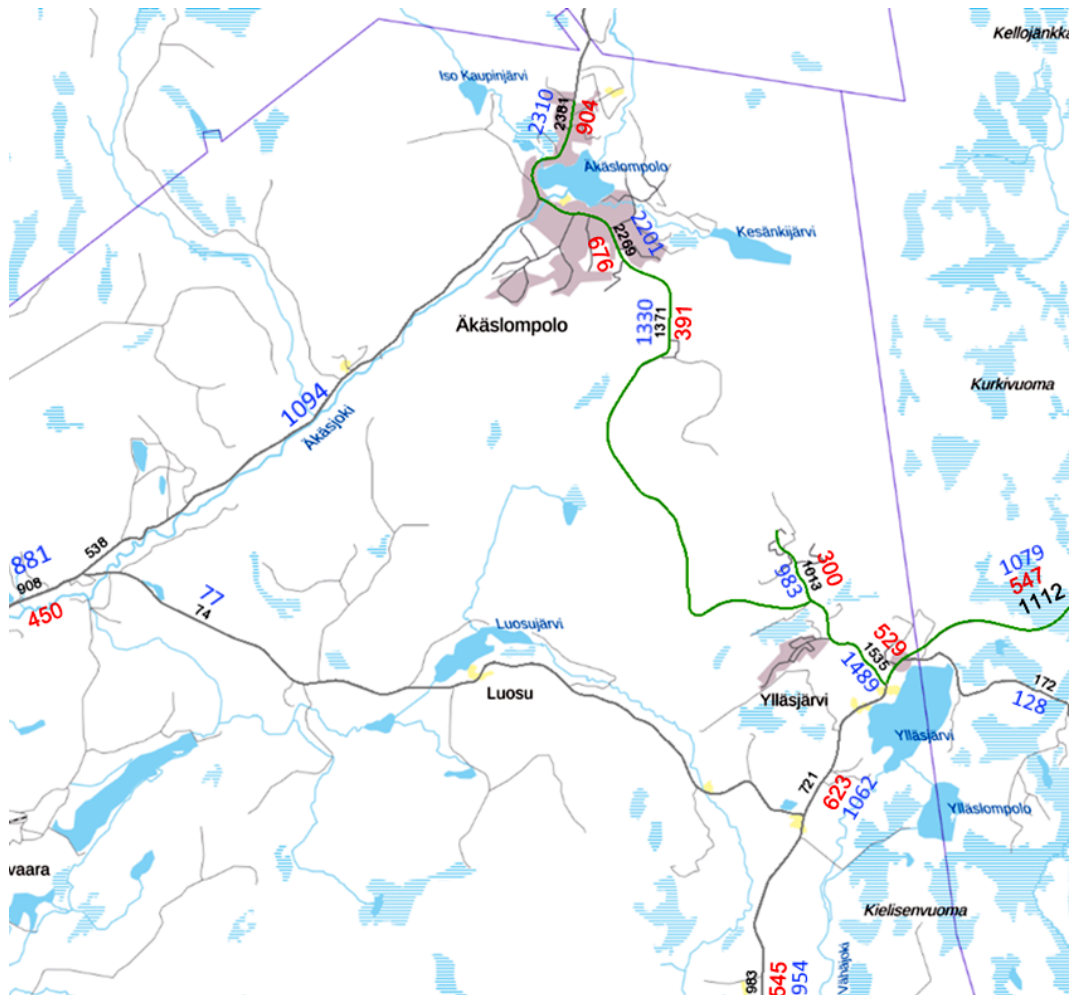 Kellojänkkä
Iso Kaupinjärvi
2310
2381
904
Äkäslompolo
2201
2269
676
Kesänkijärvi
Äkäslompolo
1330
1371
391
Kurkivuoma
1094
Äkäsjoki
881
908
538
450
77
74
1079
547
1112
300
1013
983
Luosujärvi
529
1535
1489
Luosu
Ylläsjärvi
172
128
Ylläsjärvi
721
623
1062
Ylläslompolo
vaara
Kielisenvuoma
983
545
954
Vähäjoki